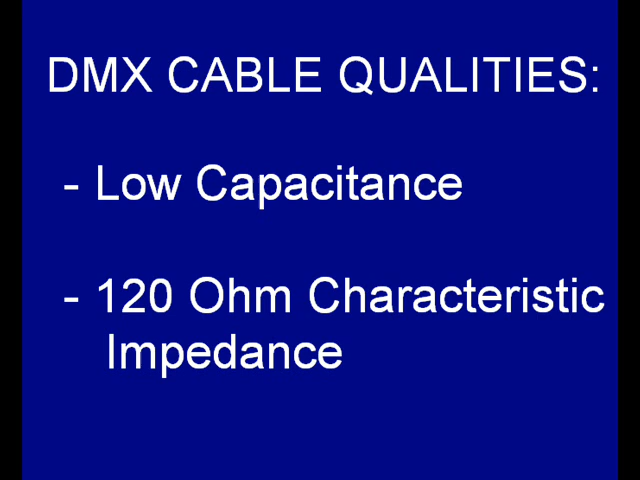 DMX CABLE QUALITIES:
- Low Capacitance
- 120 Ohm Characteristic
Impedance